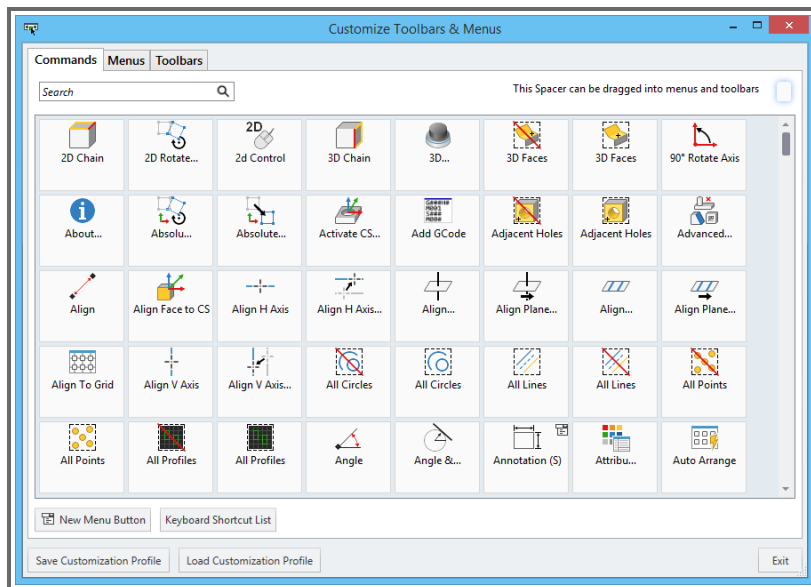 Customize Toolbars & Menus
Commands Menus Toolbars
Search
This Spacer can be dragged into menus and toolbars
2D
2D Chain 2D Rotate... 2d Control 3D Chain 3D... 3D Faces 3D Faces 90° Rotate Axis
About... Absolu... Absolute... Activate CS... Add GCode Adjacent Holes Adjacent Holes Advanced...
Align Align Face to CS Align H Axis Align H Axis... Align... Align Plane... Align... Align Plane...
Align To Grid Align V Axis Align V Axis... All Circles All Circles All Lines All Lines All Points
All Points All Profiles All Profiles Angle Angle &... Annotation (S) Attribu... Auto Arrange
New Menu Button Keyboard Shortcut List
Save Customization Profile Load Customization Profile Exit